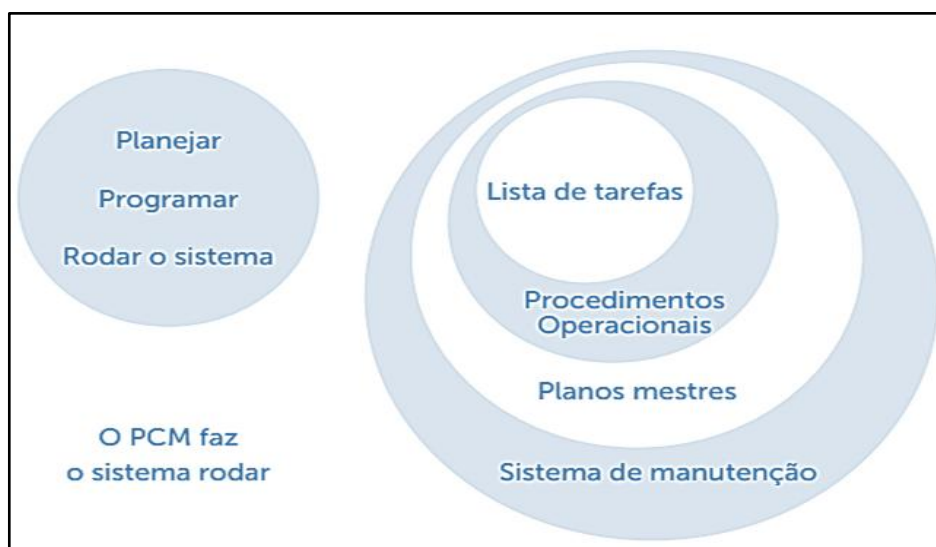 Planejar
Programar
Rodar o sistema
O PCM faz
o sistema rodar
Lista de tarefas
Procedimentos
Operacionais
Planos mestres
Sistema de manutenção